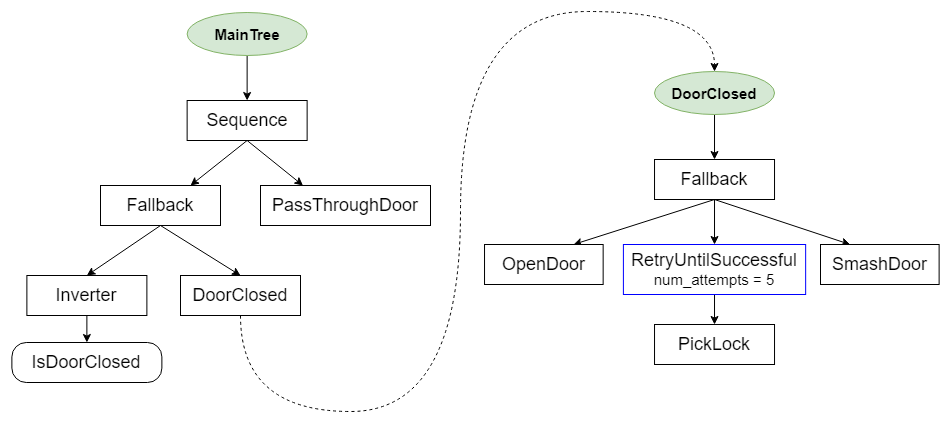 MainTree
Sequence
Fallback
PassThroughDoor
Inverter
DoorClosed
IsDoorClosed
DoorClosed
Fallback
OpenDoor
RetryUntilSuccessful
num_attempts = 5
SmashDoor
PickLock